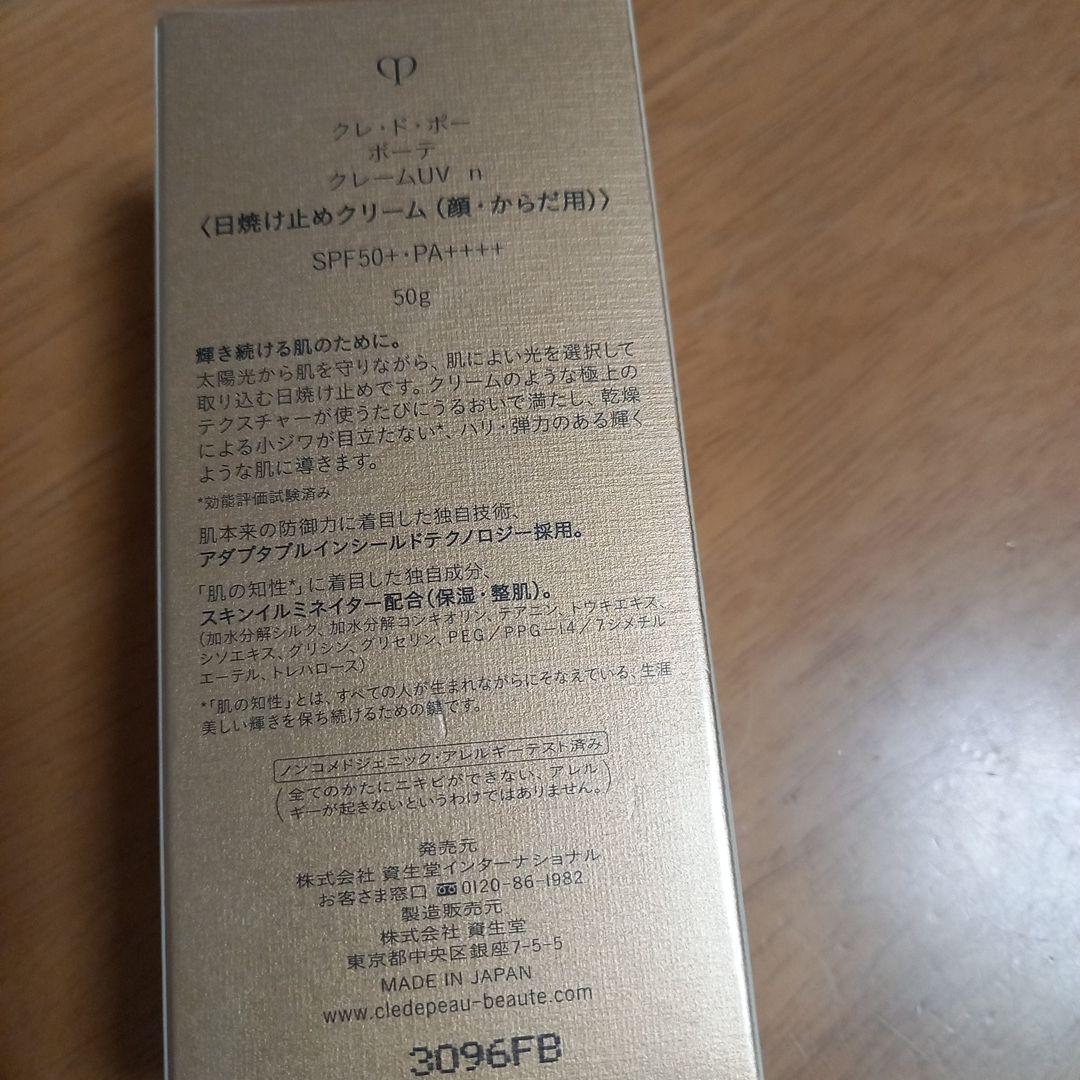 クレ・ド・ポー
ボーテ
クレームUV n
〈日焼け止めクリーム(顔・からだ用)〉
SPF50+・PA++++
50g
輝き続ける肌のために。
太陽光から肌を守りながら、肌によい光を選択して
取り込む日焼け止めです。クリームのような極上の
テクスチャーが使うたびにうるおいで満たし、乾燥
による小ジワが目立たない*、ハリ・弾力のある輝く
ような肌に導きます。
*効能評価試験済み
肌本来の防御力に着目した独自技術、
アダプタブルインシールドテクノロジー採用。
「肌の知性*」に着目した独自成分、
スキンイルミネイター配合(保湿・整肌)。
(加水分解シルク、加水分解コンキオリン、テアニン、トウキエキス、
シソエキス、グリシン、グリセリン、PEG/PPG-14/7ジメチル
エーテル、トレハロース)
*「肌の知性」とは、すべての人が生まれながらにそなえている、生涯
美しい輝きを保ち続けるための鍵です。
ノンコメドジェニック・アレルギーテスト済み
(全てのかたにニキビができない、アレル
ギーが起きないというわけではありません。)
発売元
株式会社 資生堂インターナショナル
お客さま窓口 0120-86-1982
製造販売元
株式会社 資生堂
東京都中央区銀座7-5-5
MADE IN JAPAN
www.cledepeau-beaute.com
3096FB